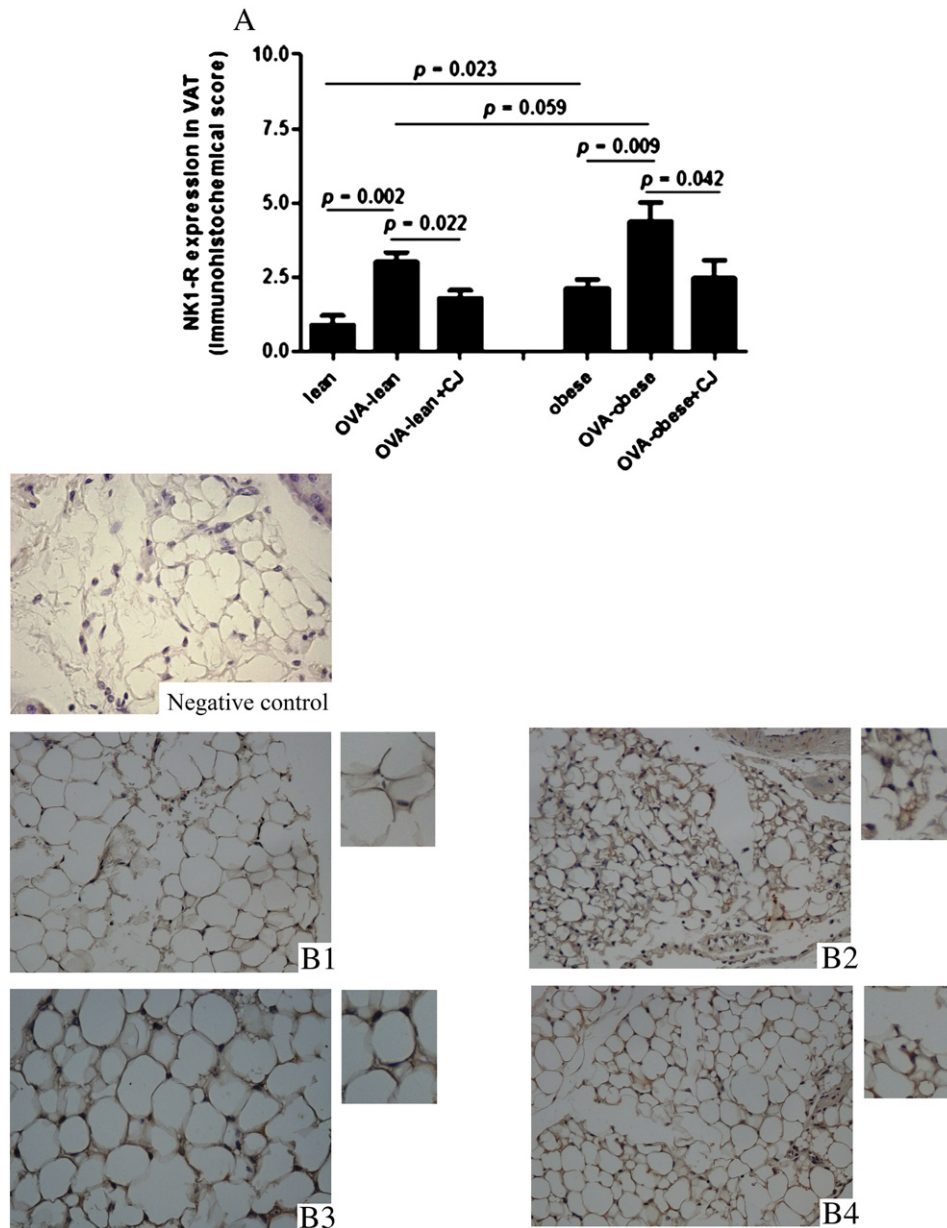 A
NK1-R expression in VAT
(Immunohistochemical score)
10.0
7.5
5.0
2.5
0.0
p = 0.023
p = 0.059
p = 0.009
p = 0.002
p = 0.042
p = 0.022
lean
OVA-lean
OVA-lean+CJ
obese
OVA-obese
OVA-obese+CJ
Negative control
B1
B2
B3
B4